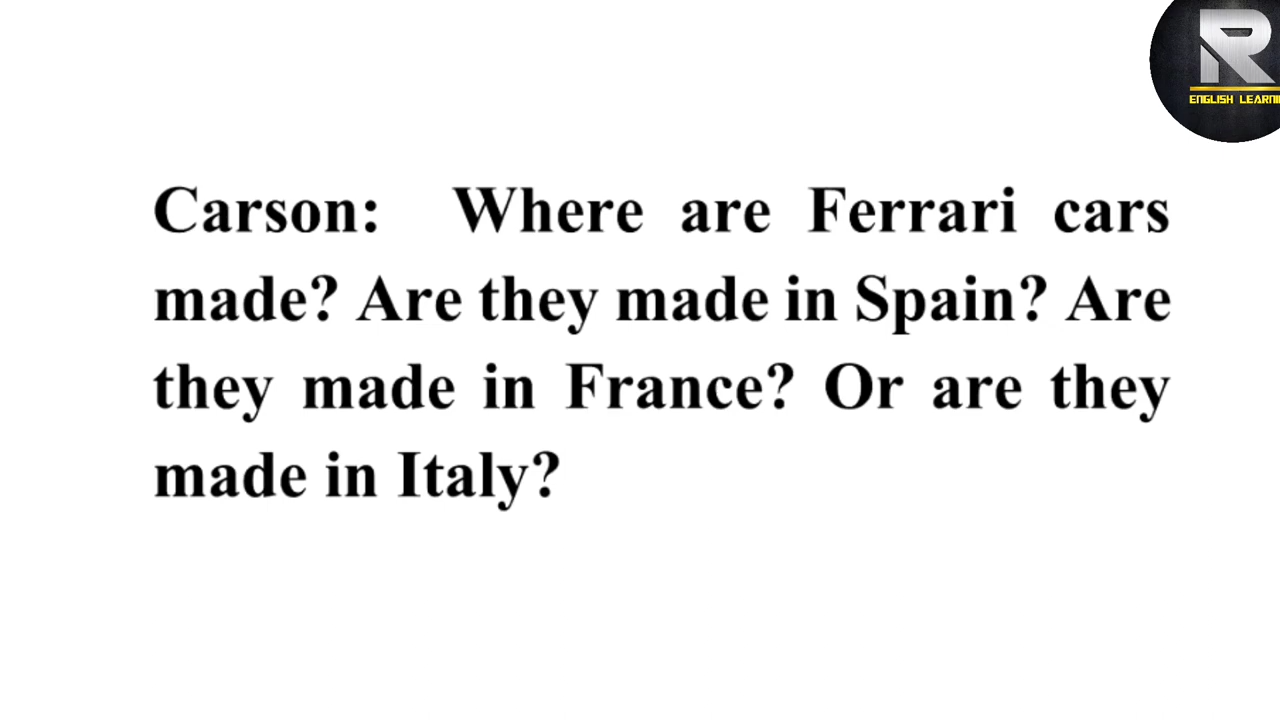 R
ENGLISH LEARNI
Carson: Where are Ferrari cars
made? Are they made in Spain? Are
they made in France? Or are they
made in Italy?